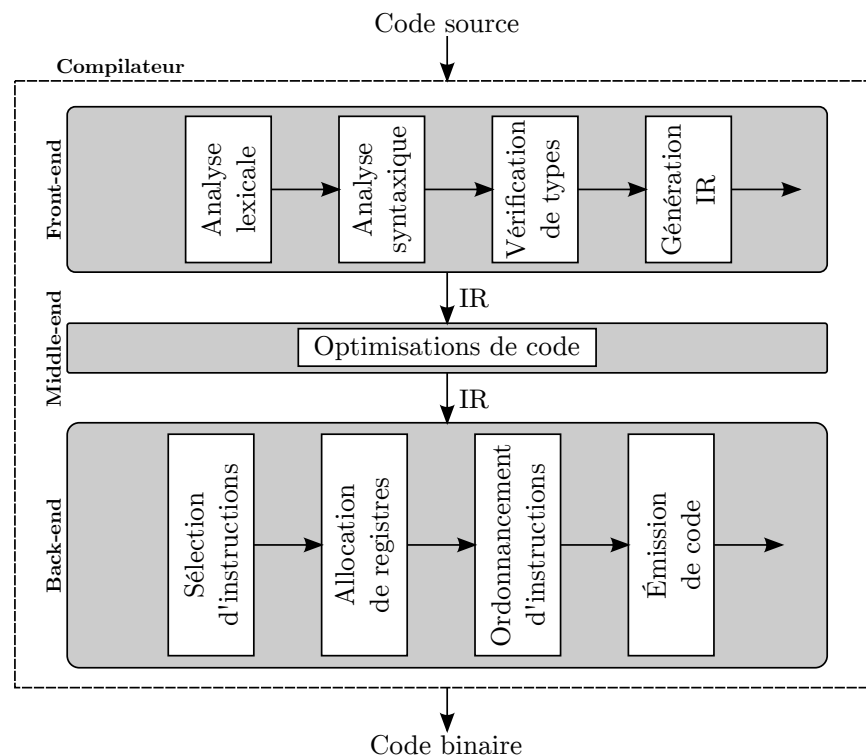 Code source
Compilateur
Front-end
Analyse
lexicale
Analyse
syntaxique
Vérification
de types
Génération
IR
IR
Middle-end
Optimisations de code
IR
Back-end
Sélection
d'instructions
Allocation
de registres
Ordonnancement
d'instructions
Émission
de code
Code binaire